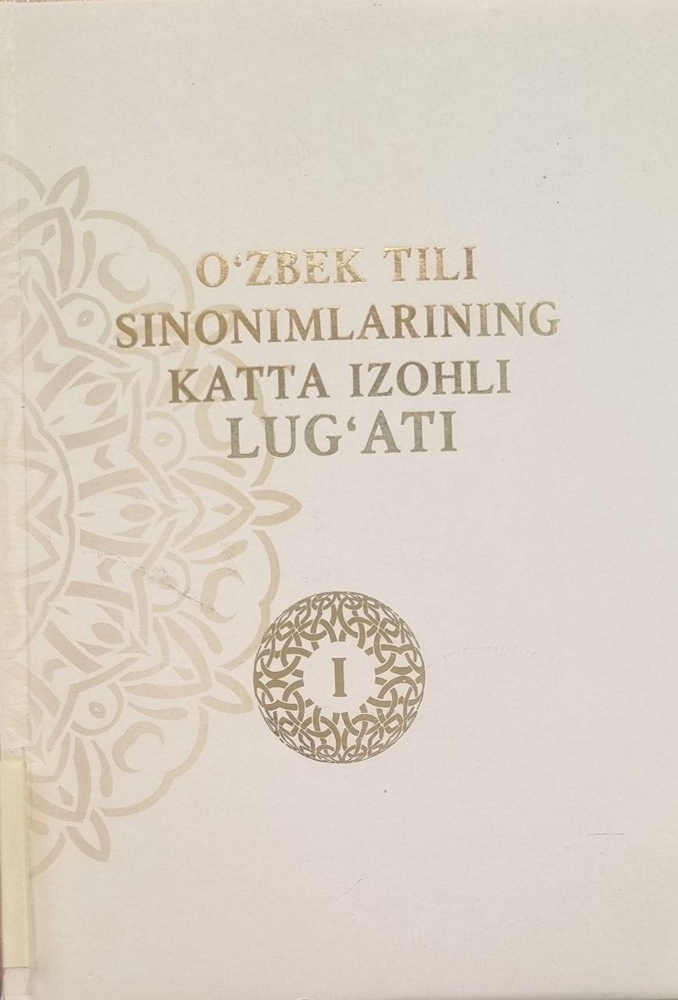 O‘ZBEK TILI
SINONIMLARINING
KATTA IZOHLI
LUG‘ATI
I